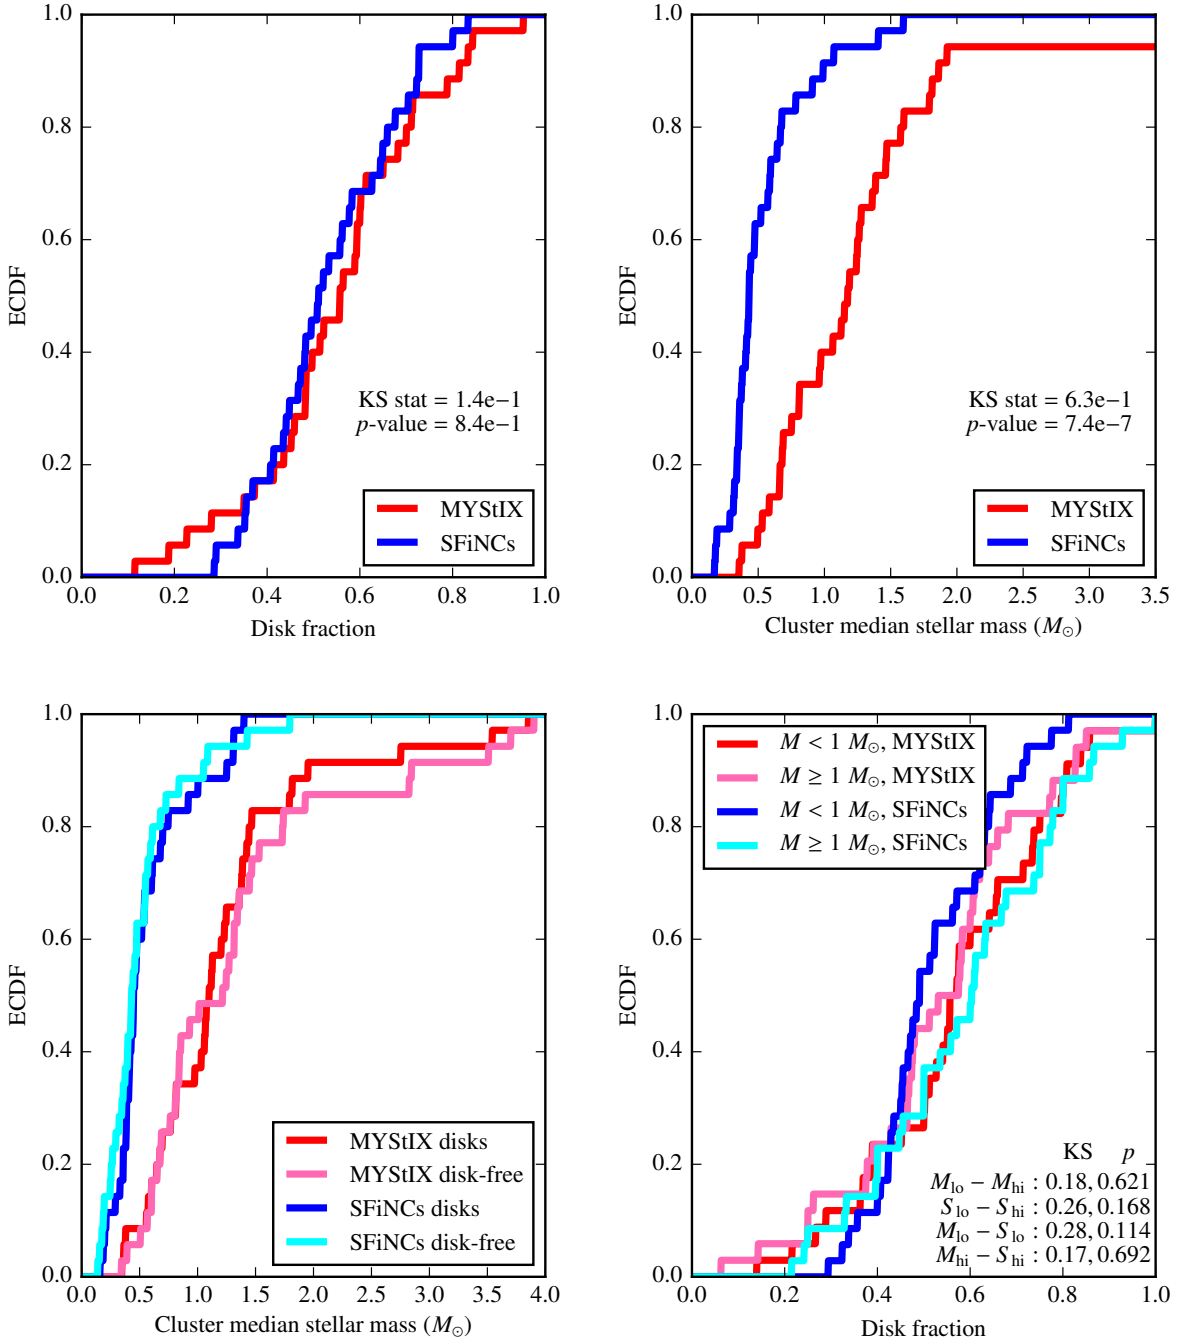 1.0
0.8
0.6
0.4
0.2
0.0
ECDF
KS stat = 1.4e−1
p-value = 8.4e−1
MYStIX
SFiNCs
0.0 0.2 0.4 0.6 0.8 1.0
Disk fraction
1.0
0.8
0.6
0.4
0.2
0.0
ECDF
KS stat = 6.3e−1
p-value = 7.4e−7
MYStIX
SFiNCs
0.0 0.5 1.0 1.5 2.0 2.5 3.0 3.5
Cluster median stellar mass (M⊙)
1.0
0.8
0.6
0.4
0.2
0.0
ECDF
MYStIX disks
MYStIX disk-free
SFiNCs disks
SFiNCs disk-free
0.0 0.5 1.0 1.5 2.0 2.5 3.0 3.5 4.0
Cluster median stellar mass (M⊙)
1.0
0.8
0.6
0.4
0.2
0.0
ECDF
M < 1 M⊙, MYStIX
M ≥ 1 M⊙, MYStIX
M < 1 M⊙, SFiNCs
M ≥ 1 M⊙, SFiNCs
KS p
Mlo − Mhi : 0.18, 0.621
Slo − Shi : 0.26, 0.168
Mlo − Slo : 0.28, 0.114
Mhi − Shi : 0.17, 0.692
0.0 0.2 0.4 0.6 0.8 1.0
Disk fraction